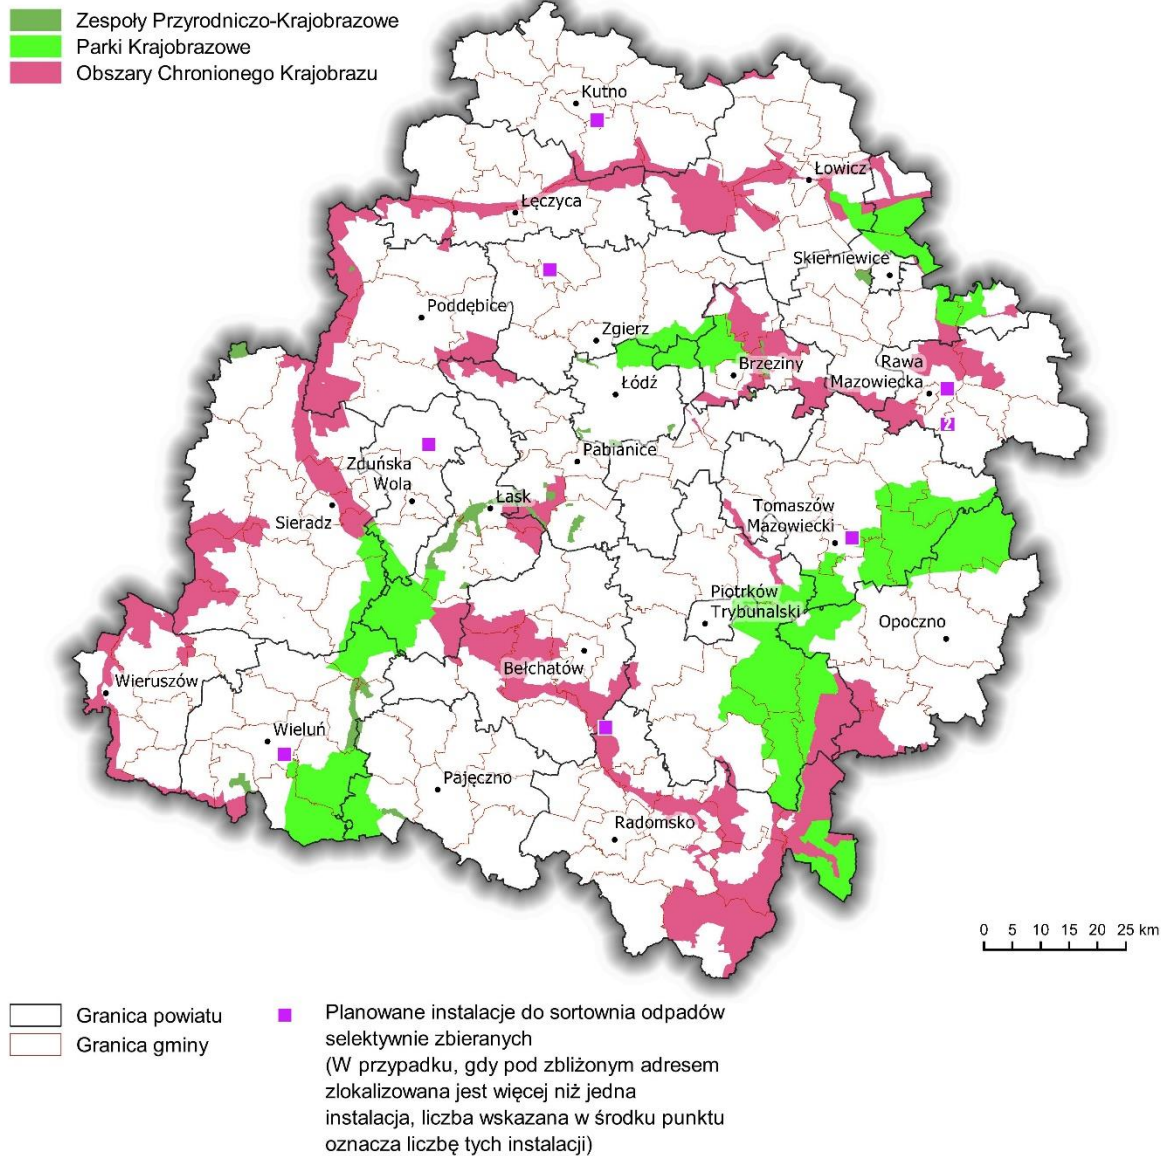 Zespoły Przyrodniczo-Krajobrazowe
Parki Krajobrazowe
Obszary Chronionego Krajobrazu
Kutno
Łowicz
Łęczyca
Skierniewice
Poddębice
Zgierz
Rawa
Mazowiecka
Brzeziny
Łódź
2
Pabianice
Zduńska
Wola
Łask
Sieradz
Tomaszów
Mazowiecki
Piotrków
Trybunalski
Opoczno
Bełchatów
Wieruszów
Wieluń
Pajęczno
Radomsko
0 5 10 15 20 25 km
Granica powiatu
Granica gminy
Planowane instalacje do sortownia odpadów
selektywnie zbieranych
(W przypadku, gdy pod zbliżonym adresem
zlokalizowana jest więcej niż jedna
instalacja, liczba wskazana w środku punktu
oznacza liczbę tych instalacji)